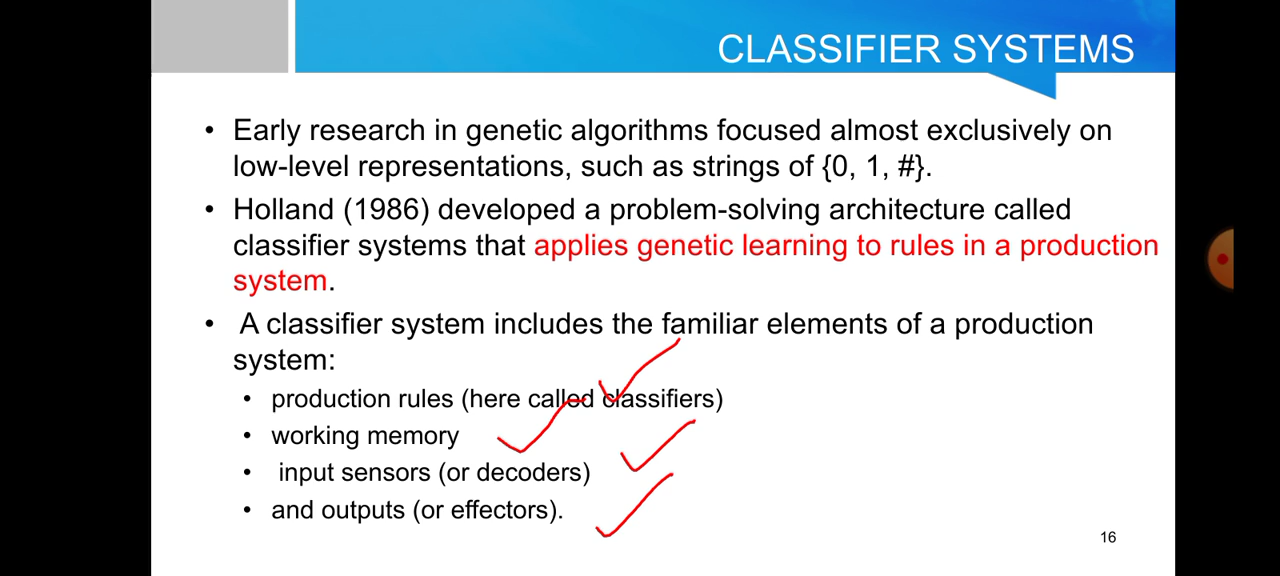 CLASSIFIER SYSTEMS
• Early research in genetic algorithms focused almost exclusively on
low-level representations, such as strings of {0, 1, #}.
• Holland (1986) developed a problem-solving architecture called
classifier systems that applies genetic learning to rules in a production
system.
• A classifier system includes the familiar elements of a production
system:
• production rules (here called classifiers)
• working memory
• input sensors (or decoders)
• and outputs (or effectors).
16